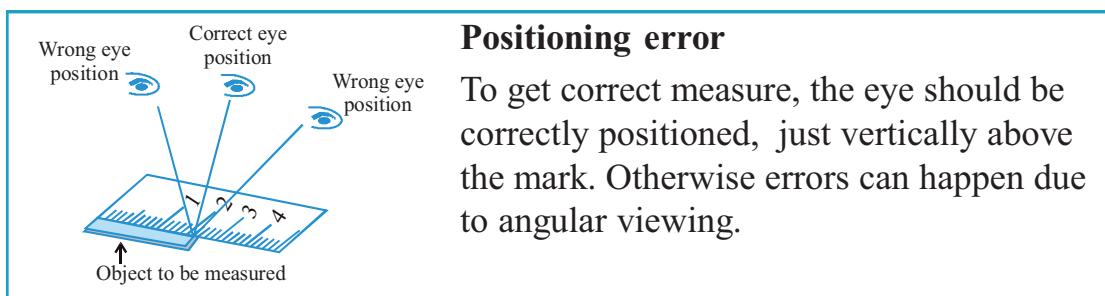 Wrong eye
position
Correct eye
position
Wrong eye
position
1 2 3 4
Object to be measured
Positioning error
To get correct measure, the eye should be
correctly positioned, just vertically above
the mark. Otherwise errors can happen due
to angular viewing.